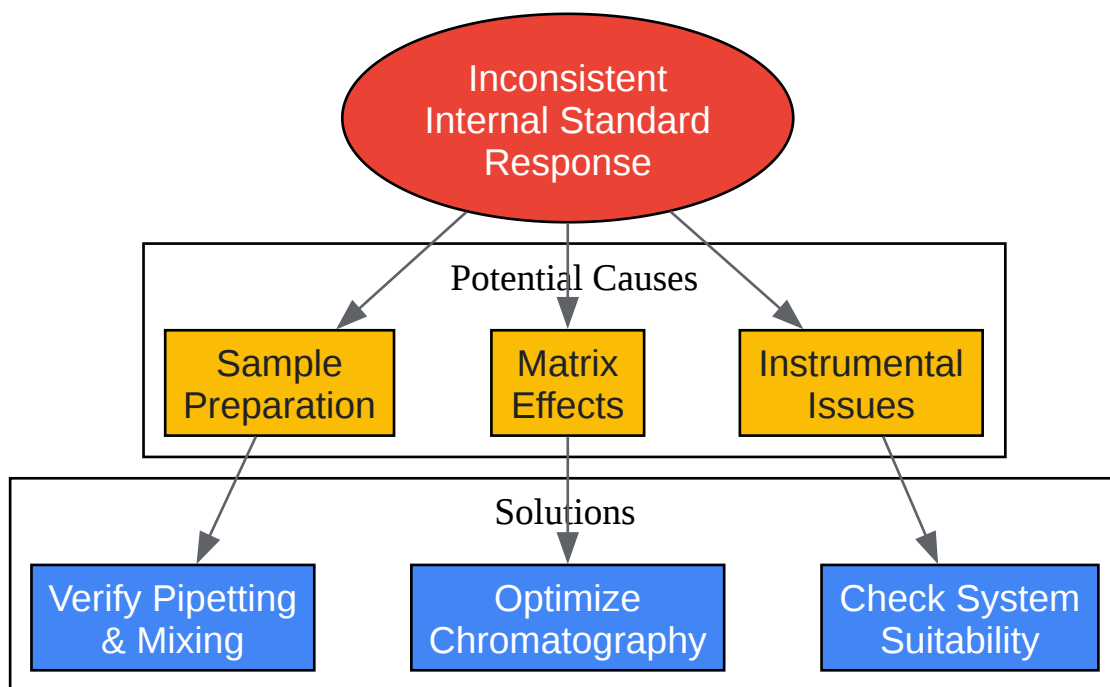 Inconsistent
Internal Standard
Response
Potential Causes
Sample
Preparation
Matrix
Effects
Instrumental
Issues
Solutions
Verify Pipetting
& Mixing
Optimize
Chromatography
Check System
Suitability